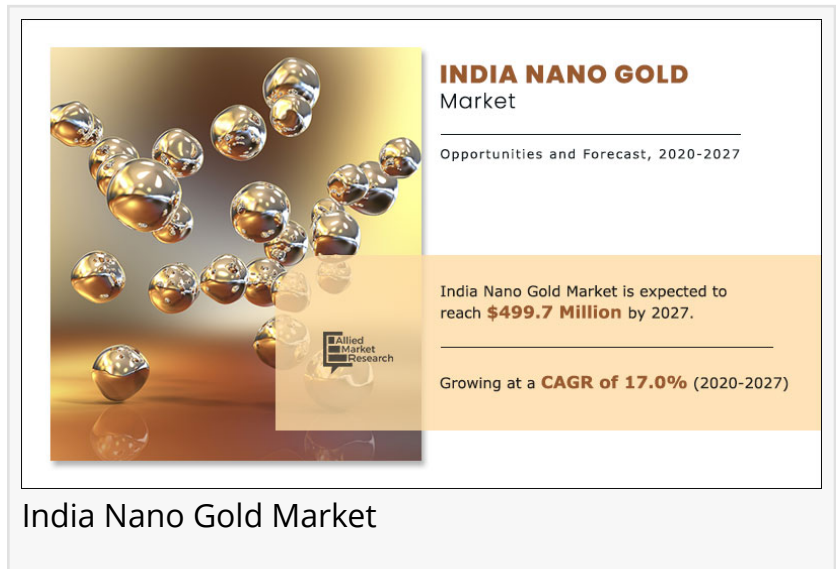 INDIA NANO GOLD
Market
Opportunities and Forecast, 2020-2027
India Nano Gold Market is expected to
reach $499.7 Million by 2027.
Allied
Market
Research
Growing at a CAGR of 17.0% (2020-2027)
India Nano Gold Market